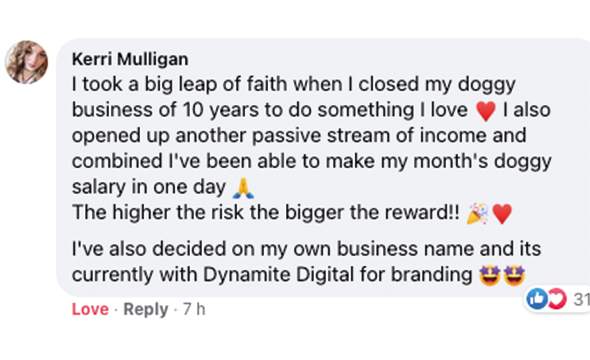 Kerri Mulligan
I took a big leap of faith when I closed my doggy
business of 10 years to do something I love ♥️ I also
opened up another passive stream of income and
combined I've been able to make my month's doggy
salary in one day 🙏
The higher the risk the bigger the reward!! 🎉♥️
I've also decided on my own business name and its
currently with Dynamite Digital for branding 🤩🤩
Love · Reply · 7 h
31